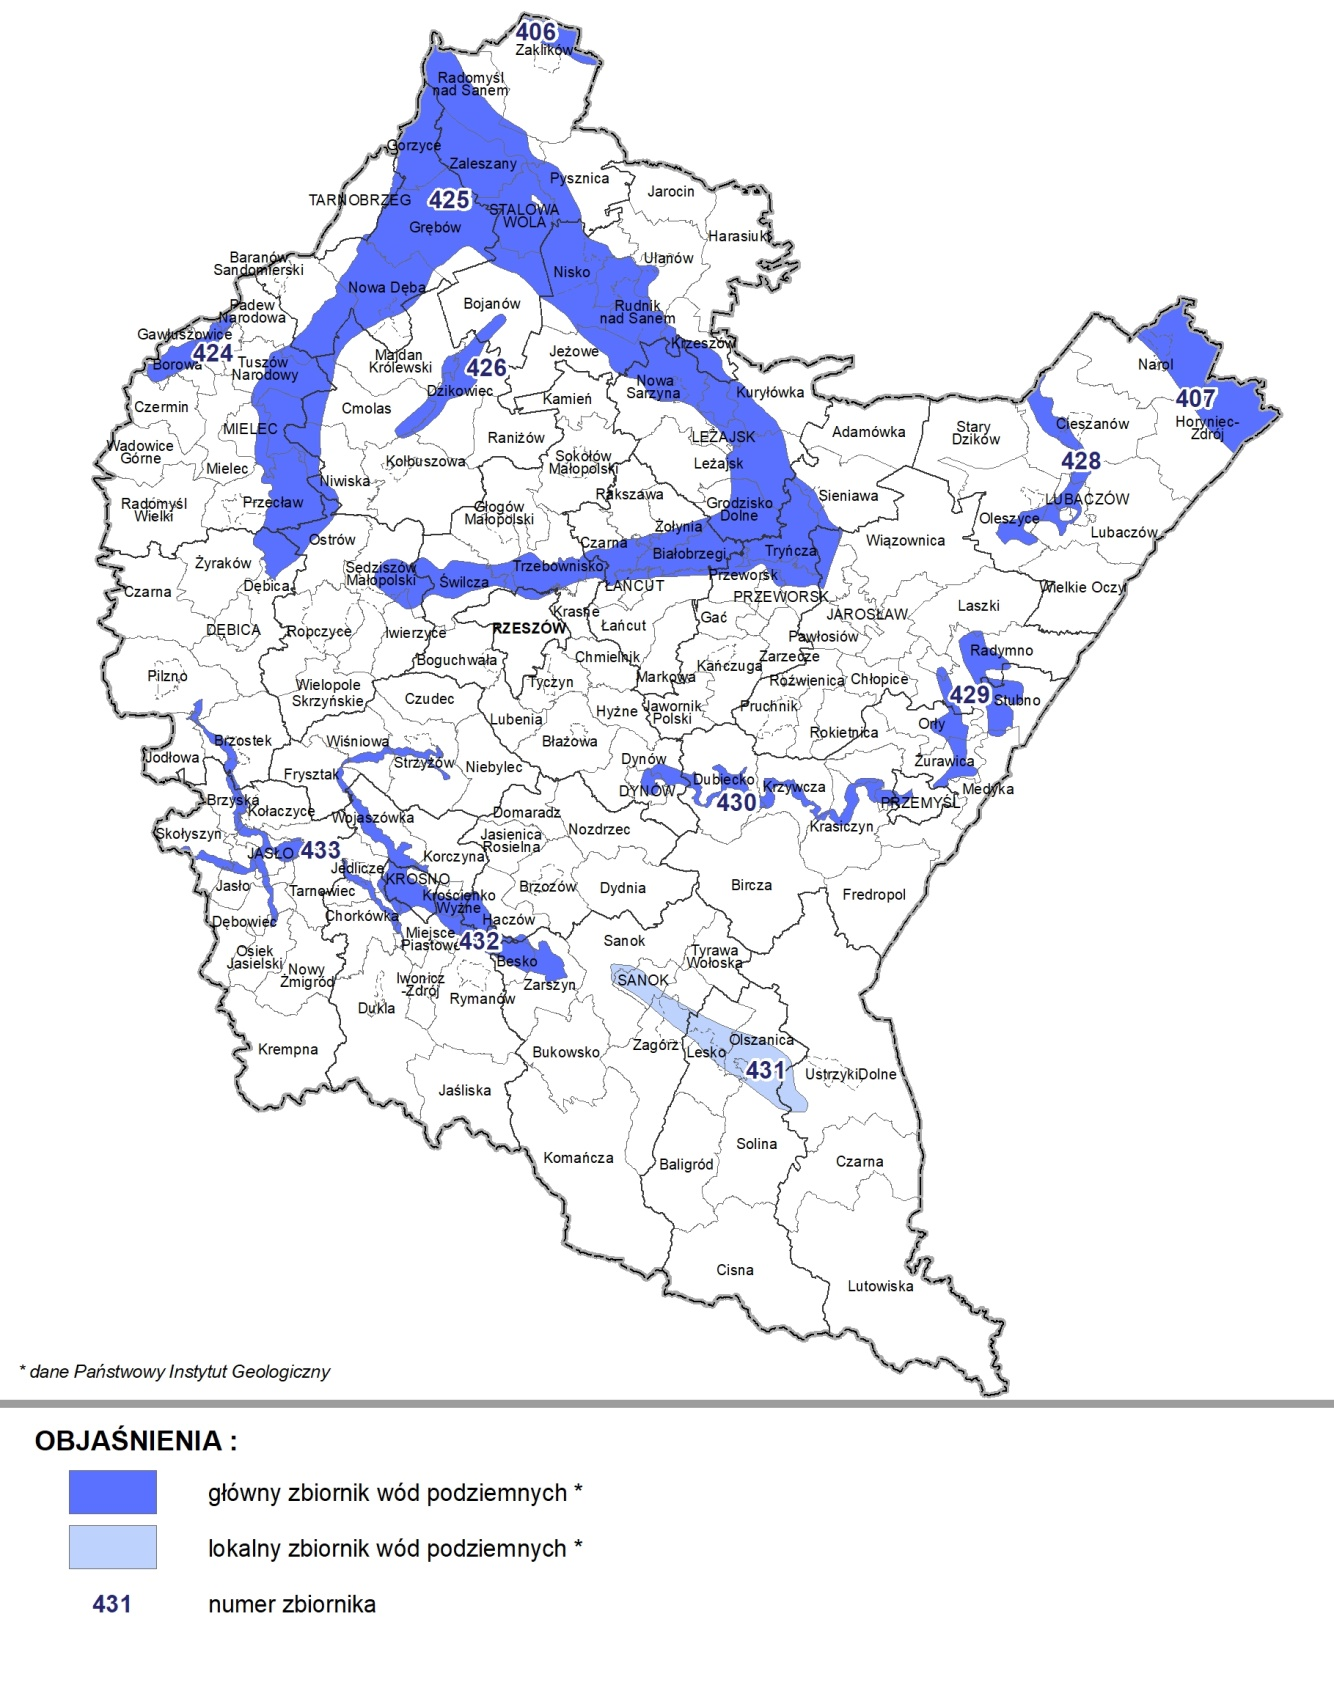 406
Zaklików
Radomyśl
nad Sanem
Gorzyce
Zaleszany
Pysznica
Jarocin
TARNOBRZEG
425
STALOWA
WOLA
Grębów
Harasiuki
Baranów
Sandomierski
Ulanów
Nisko
Nowa Dęba
Bojanów
Padew
Narodowa
Rudnik
nad Sanem
Gawłuszowice
424
Borowa
Tuszów
Narodowy
Majdan
Królewski
426
Jeżowe
Krzeszów
Narol
407
Dzikowiec
Nowa
Sarzyna
Kuryłówka
Czermin
Cmolas
Kamień
Horyniec-
Zdrój
Cieszanów
MIELEC
Raniżów
LEŻAJSK
Adamówka
Stary
Dzików
Wadowice
Górne
Kolbuszowa
Sokołów
Małopolski
Leżajsk
428
Mielec
Niwiska
Rakszawa
Sieniawa
LUBACZÓW
Radomyśl
Wielki
Przecław
Głogów
Małopolski
Grodzisko
Dolne
Oleszyce
Lubaczów
Ostrów
Żołynia
Wiązownica
Czarna
Białobrzegi
Tryńcza
Żyraków
Sędziszów
Małopolski
Świlcza
Trzebownisko
Przeworsk
Czarna
Dębica
ŁAŃCUT
PRZEWORSK
Wielkie Oczy
Laszki
DĘBICA
Ropczyce
Iwierzyce
RZESZÓW
Krasne
Łańcut
Gać
JAROSŁAW
Pawłosiów
Radymno
Boguchwała
Chmielnik
Markowa
Kańczuga
Zarzecze
Roźwienica
Chłopice
Pilzno
Wielopole
Skrzyńskie
Czudec
Tyczyn
429
Stubno
Lubenia
Hyżne
Jawornik
Polski
Pruchnik
Orły
Rokietnica
Brzostek
Wiśniowa
Błażowa
Jodłowa
Strzyżów
Niebylec
Dynów
Żurawica
Frysztak
DYNÓW
Dubiecko
Krzywcza
Medyka
Brzyska
Kołaczyce
430
PRZEMYŚL
Wojaszówka
Domaradz
Krasiczyn
Skołyszyn
Jasienica
Rosielna
Nozdrzec
JASŁO
433
Korczyna
Jedlicze
KROSNO
Jasło
Tarnowiec
Krościenko
Wyżne
Brzozów
Dydnia
Bircza
Fredropol
Dębowiec
Chorkówka
Haczów
Miejsce
Piastowe
432
Sanok
Osiek
Jasielski
Besko
Tyrawa
Wołoska
Nowy
Żmigród
Iwonicz
-Zdrój
Zarszyn
SANOK
Dukla
Rymanów
Krempna
Bukowsko
Zagórz
Lesko
Olszanica
431
UstrzykiDolne
Jaśliska
Solina
Komańcza
Baligród
Czarna
Cisna
Lutowiska
* dane Państwowy Instytut Geologiczny
OBJAŚNIENIA :
główny zbiornik wód podziemnych *
lokalny zbiornik wód podziemnych *
431 numer zbiornika